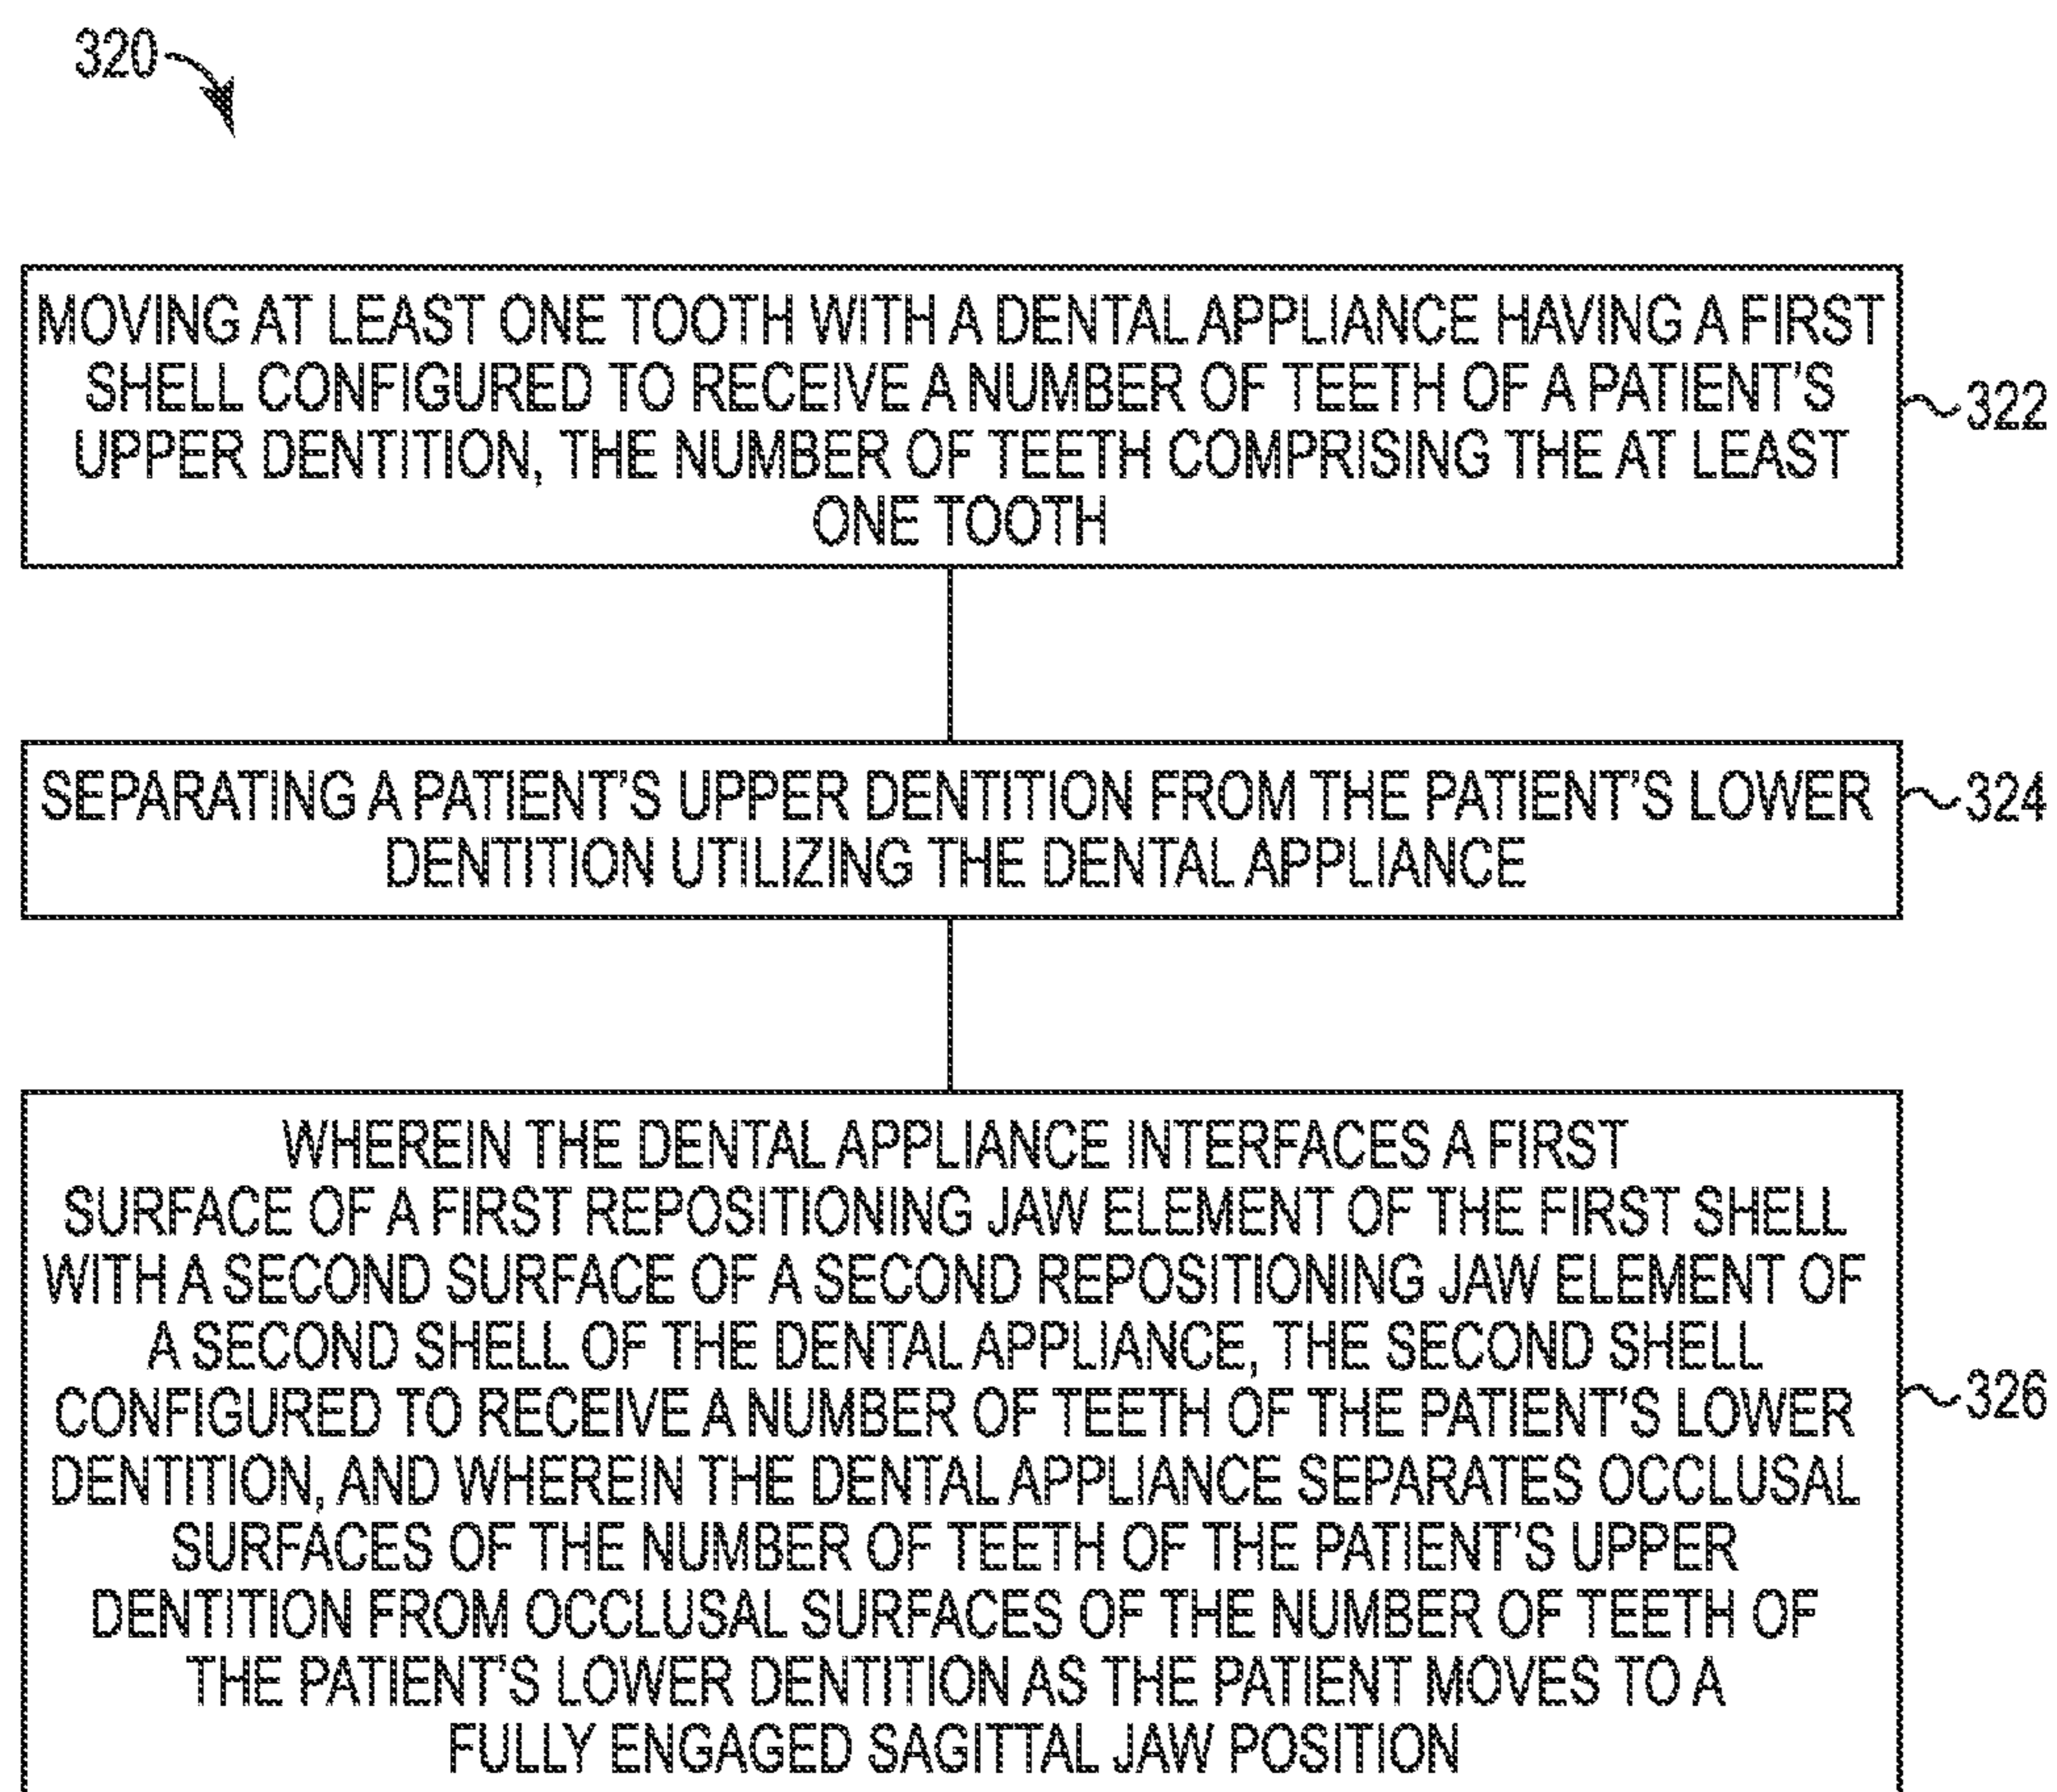 320
MOVING AT LEAST ONE TOOTH WITH A DENTAL APPLIANCE HAVING A FIRST
SHELL CONFIGURED TO RECEIVE A NUMBER OF TEETH OF A PATIENT'S
UPPER DENTITION, THE NUMBER OF TEETH COMPRISING THE AT LEAST
ONE TOOTH
322
SEPARATING A PATIENT'S UPPER DENTITION FROM THE PATIENT'S LOWER
DENTITION UTILIZING THE DENTAL APPLIANCE
324
WHEREIN THE DENTAL APPLIANCE INTERFACES A FIRST
SURFACE OF A FIRST REPOSITIONING JAW ELEMENT OF THE FIRST SHELL
WITH A SECOND SURFACE OF A SECOND REPOSITIONING JAW ELEMENT OF
A SECOND SHELL OF THE DENTAL APPLIANCE, THE SECOND SHELL
CONFIGURED TO RECEIVE A NUMBER OF TEETH OF THE PATIENT'S LOWER
DENTITION, AND WHEREIN THE DENTAL APPLIANCE SEPARATES OCCLUSAL
SURFACES OF THE NUMBER OF TEETH OF THE PATIENT'S UPPER
DENTITION FROM OCCLUSAL SURFACES OF THE NUMBER OF TEETH OF
THE PATIENT'S LOWER DENTITION AS THE PATIENT MOVES TO A
FULLY ENGAGED SAGITTAL JAW POSITION
326